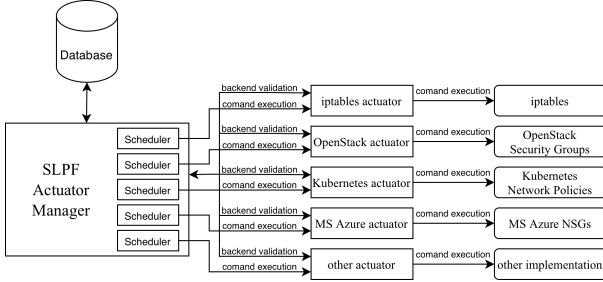 Database
SLPF
Actuator
Manager
Scheduler
Scheduler
Scheduler
Scheduler
Scheduler
backend validation
comand execution
iptables actuator
comand execution
iptables
backend validation
comand execution
OpenStack actuator
comand execution
OpenStack
Security Groups
backend validation
comand execution
Kubernetes actuator
comand execution
Kubernetes
Network Policies
backend validation
comand execution
MS Azure actuator
comand execution
MS Azure NSGs
backend validation
comand execution
other actuator
comand execution
other implementation